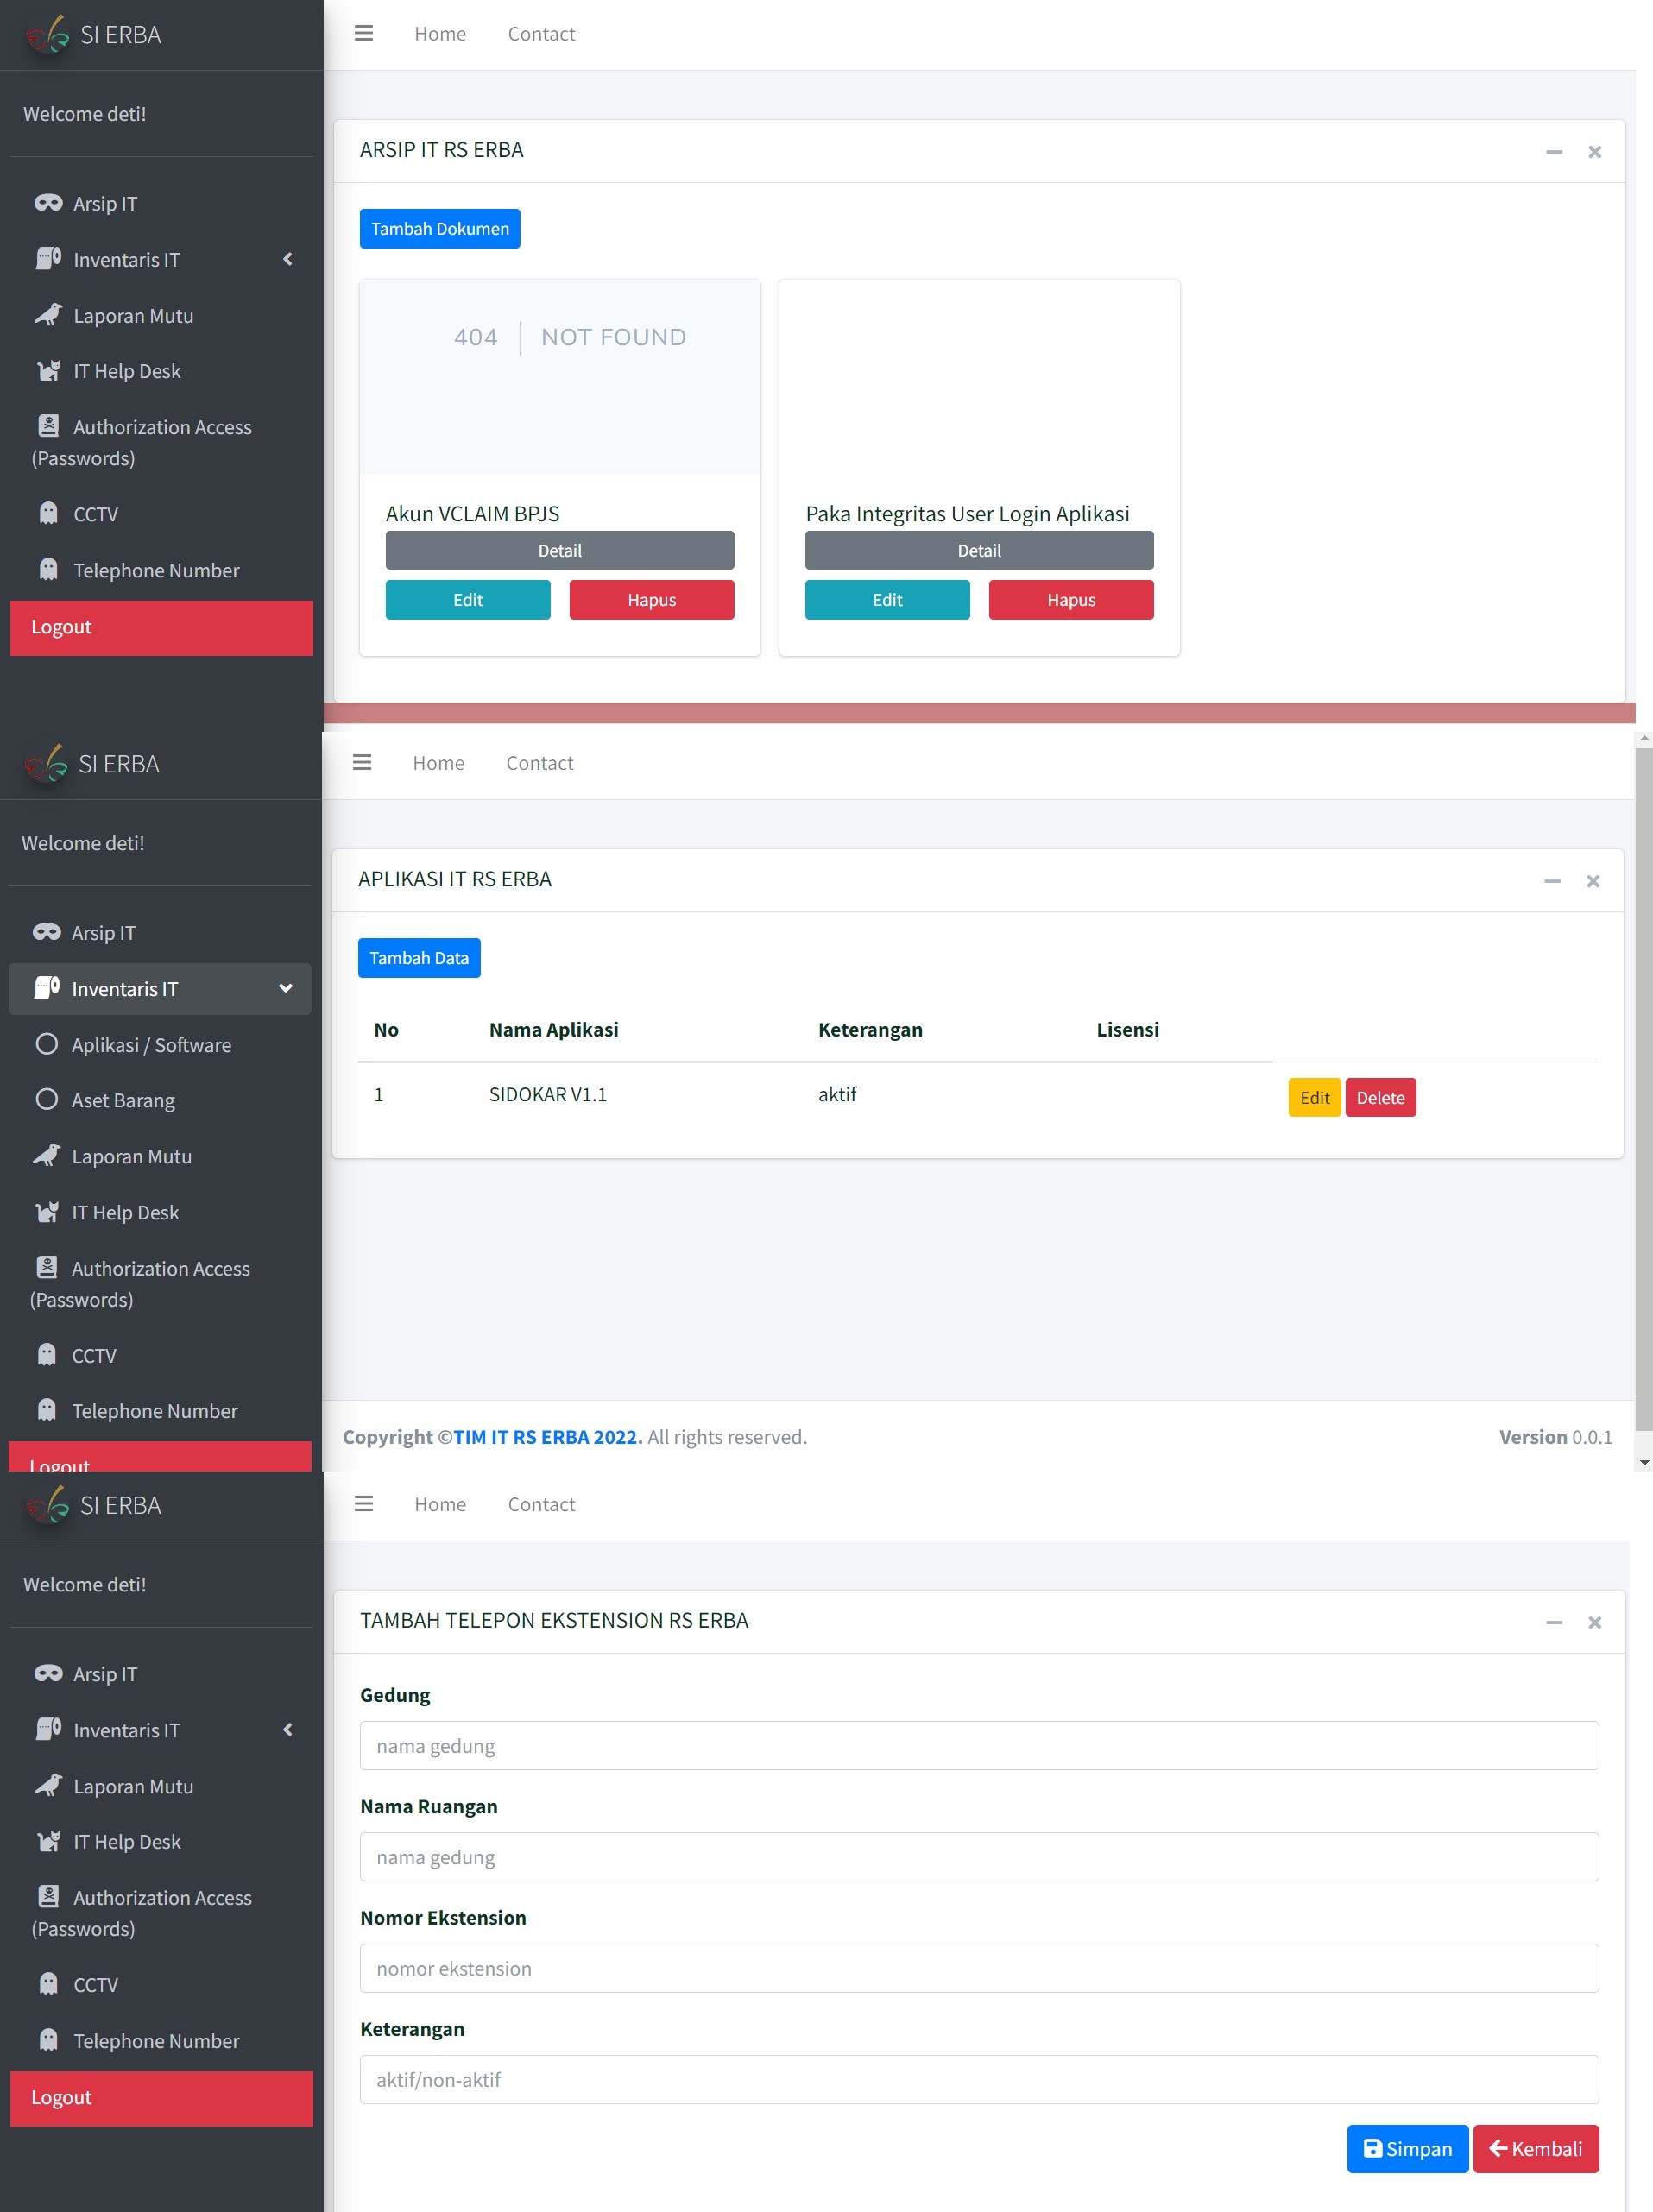 SI ERBA
Home Contact
Welcome deti!
Arsip IT
Inventaris IT
Laporan Mutu
IT Help Desk
Authorization Access
(Passwords)
CCTV
Telephone Number
Logout
ARSIP IT RS ERBA
Tambah Dokumen
404 NOT FOUND
Akun VCLAIM BPJS
Detail
Edit Hapus
Paka Integritas User Login Aplikasi
Detail
Edit Hapus
SI ERBA
Home Contact
Welcome deti!
Arsip IT
Inventaris IT
Aplikasi / Software
Aset Barang
Laporan Mutu
IT Help Desk
Authorization Access
(Passwords)
CCTV
Telephone Number
Logout
APLIKASI IT RS ERBA
Tambah Data
No Nama Aplikasi Keterangan Lisensi
1 SIDOKAR V1.1 aktif Edit Delete
Copyright ©TIM IT RS ERBA 2022. All rights reserved. Version 0.0.1
SI ERBA
Home Contact
Welcome deti!
Arsip IT
Inventaris IT
Laporan Mutu
IT Help Desk
Authorization Access
(Passwords)
CCTV
Telephone Number
Logout
TAMBAH TELEPON EKSTENSION RS ERBA
Gedung
nama gedung
Nama Ruangan
nama gedung
Nomor Ekstension
nomor ekstension
Keterangan
aktif/non-aktif
Simpan Kembali